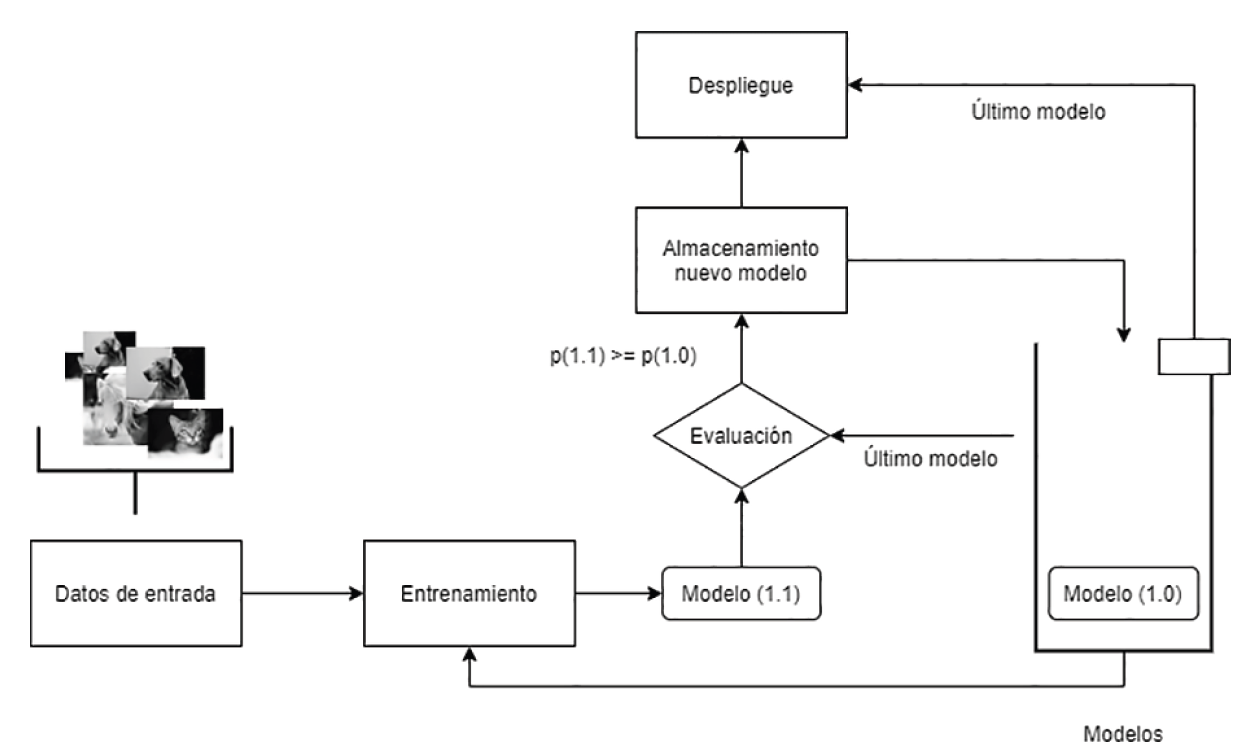 Despliegue
Último modelo
Almacenamiento
nuevo modelo
p(1.1) >= p(1.0)
Evaluación
Último modelo
Datos de entrada
Entrenamiento
Modelo (1.1)
Modelo (1.0)
Modelos